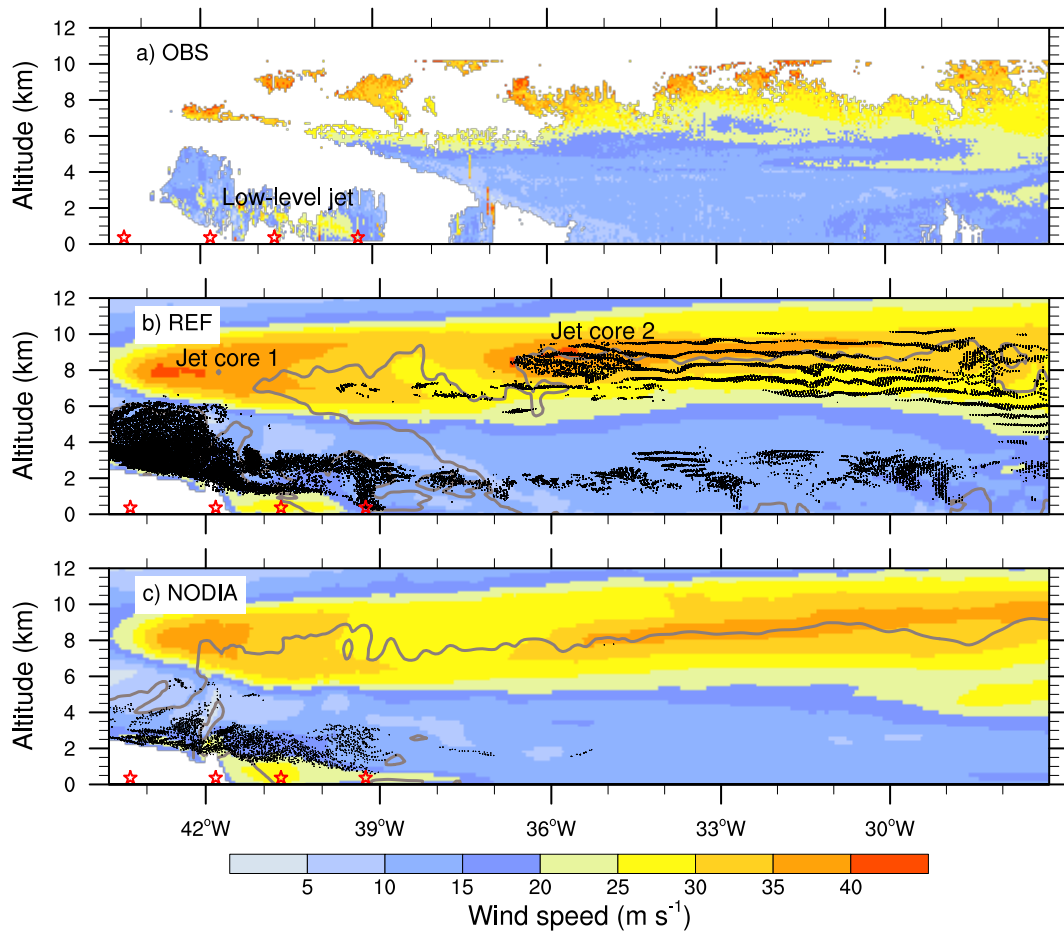 a) OBS
Altitude (km)
12
10
8
6
4
2
0
Low-level jet
b) REF
Altitude (km)
12
10
8
6
4
2
0
Jet core 1
Jet core 2
c) NODIA
Altitude (km)
12
10
8
6
4
2
0
42°W 39°W 36°W 33°W 30°W
5 10 15 20 25 30 35 40
Wind speed (m s⁻¹)